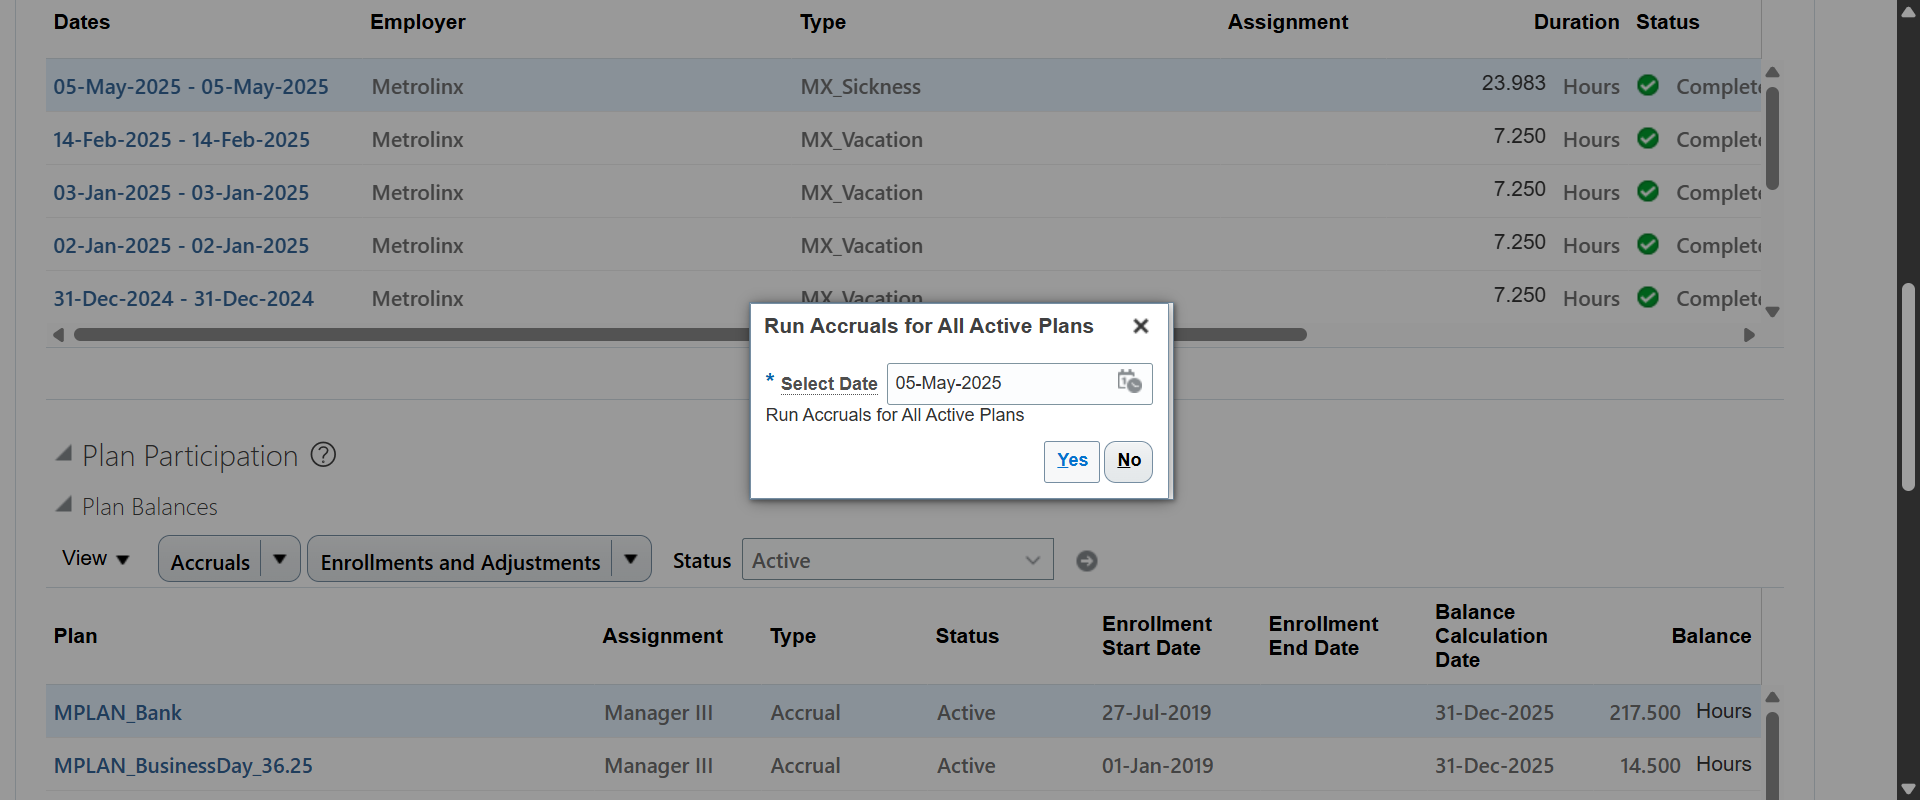 Dates Employer Type Assignment Duration Status
05-May-2025 - 05-May-2025 Metrolinx MX_Sickness 23.983 Hours
14-Feb-2025 - 14-Feb-2025 Metrolinx MX_Vacation 7.250 Hours
03-Jan-2025 - 03-Jan-2025 Metrolinx MX_Vacation 7.250 Hours
02-Jan-2025 - 02-Jan-2025 Metrolinx MX_Vacation 7.250 Hours
31-Dec-2024 - 31-Dec-2024 Metrolinx MX_Vacation 7.250 Hours
Run Accruals for All Active Plans
* Select Date 05-May-2025
Run Accruals for All Active Plans
Yes No
Plan Participation ?
Plan Balances
View Accruals Enrollments and Adjustments Status Active
Plan Assignment Type Status Enrollment Start Date Enrollment End Date Balance Calculation Date Balance
MPLAN_Bank Manager III Accrual Active 27-Jul-2019 31-Dec-2025 217.500 Hours
MPLAN_BusinessDay_36.25 Manager III Accrual Active 01-Jan-2019 31-Dec-2025 14.500 Hours